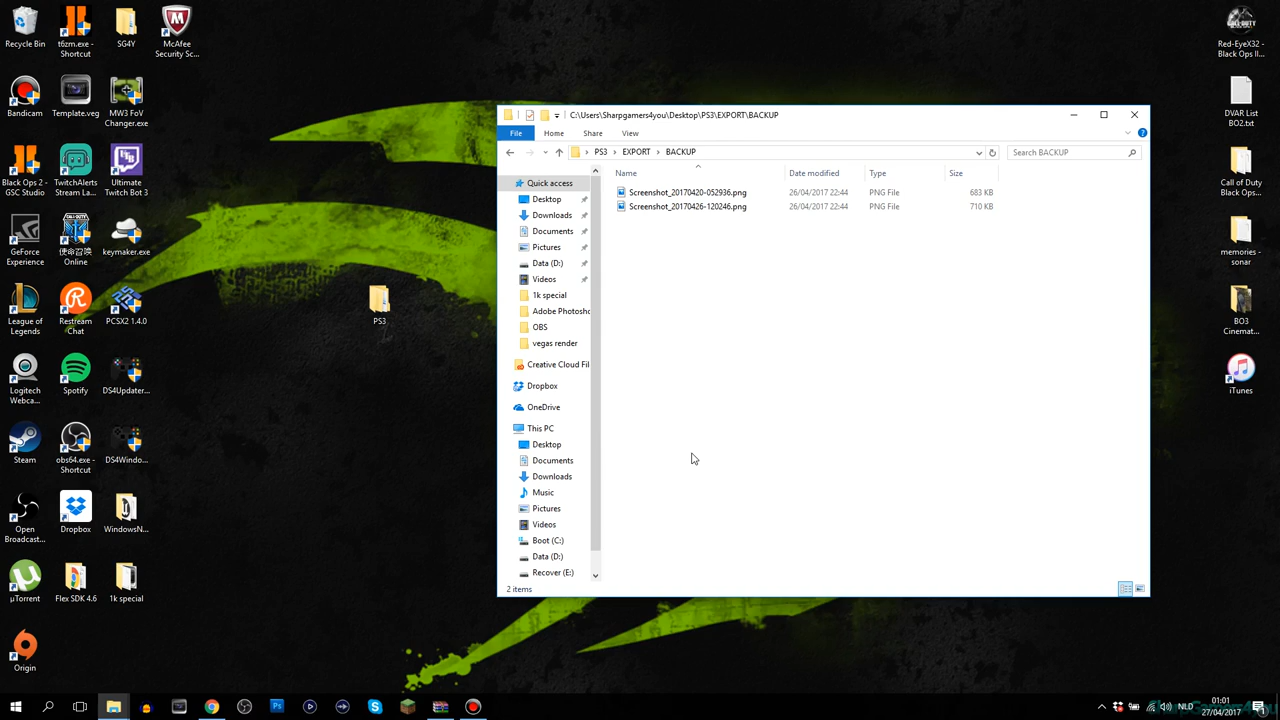 Recycle Bin
t6zm.exe -
Shortcut
SG4Y
McAfee
Security Sc...
Bandicam
Template.veg
MW3 FoV
Changer.exe
Black Ops 2 -
GSC Studio
TwitchAlerts
Stream La...
Ultimate
Twitch Bot 3
GeForce
Experience
使命召唤
Online
keymaker.exe
League of
Legends
Restream
Chat
PCSX2 1.4.0
Logitech
Webca...
Spotify
DS4Updater...
Steam
obs64.exe -
Shortcut
DS4Windo...
Open
Broadcast...
Dropbox
WindowsN...
µTorrent
Flex SDK 4.6
1k special
Origin
PS3
C:\Users\Sharpgamers4you\Desktop\PS3\EXPORT\BACKUP
File
Home
Share
View
PS3 > EXPORT > BACKUP
Search BACKUP
Name
Date modified
Type
Size
Screenshot_20170420-052936.png
26/04/2017 22:44
PNG File
683 KB
Screenshot_20170426-120246.png
26/04/2017 22:44
PNG File
710 KB
Quick access
Desktop
Downloads
Documents
Pictures
Data (D:)
Videos
1k special
Adobe Photosho
OBS
vegas render
Creative Cloud Fil
Dropbox
OneDrive
This PC
Desktop
Documents
Downloads
Music
Pictures
Videos
Boot (C:)
Data (D:)
Recover (E:)
2 items
CALL OF DUTY
Red-EyeX32 -
Black Ops II...
DVAR List
BO2.txt
Call of Duty
Black Op...
memories -
sonar
BO3
Cinemat...
iTunes
NLD
01:01
27/04/2017